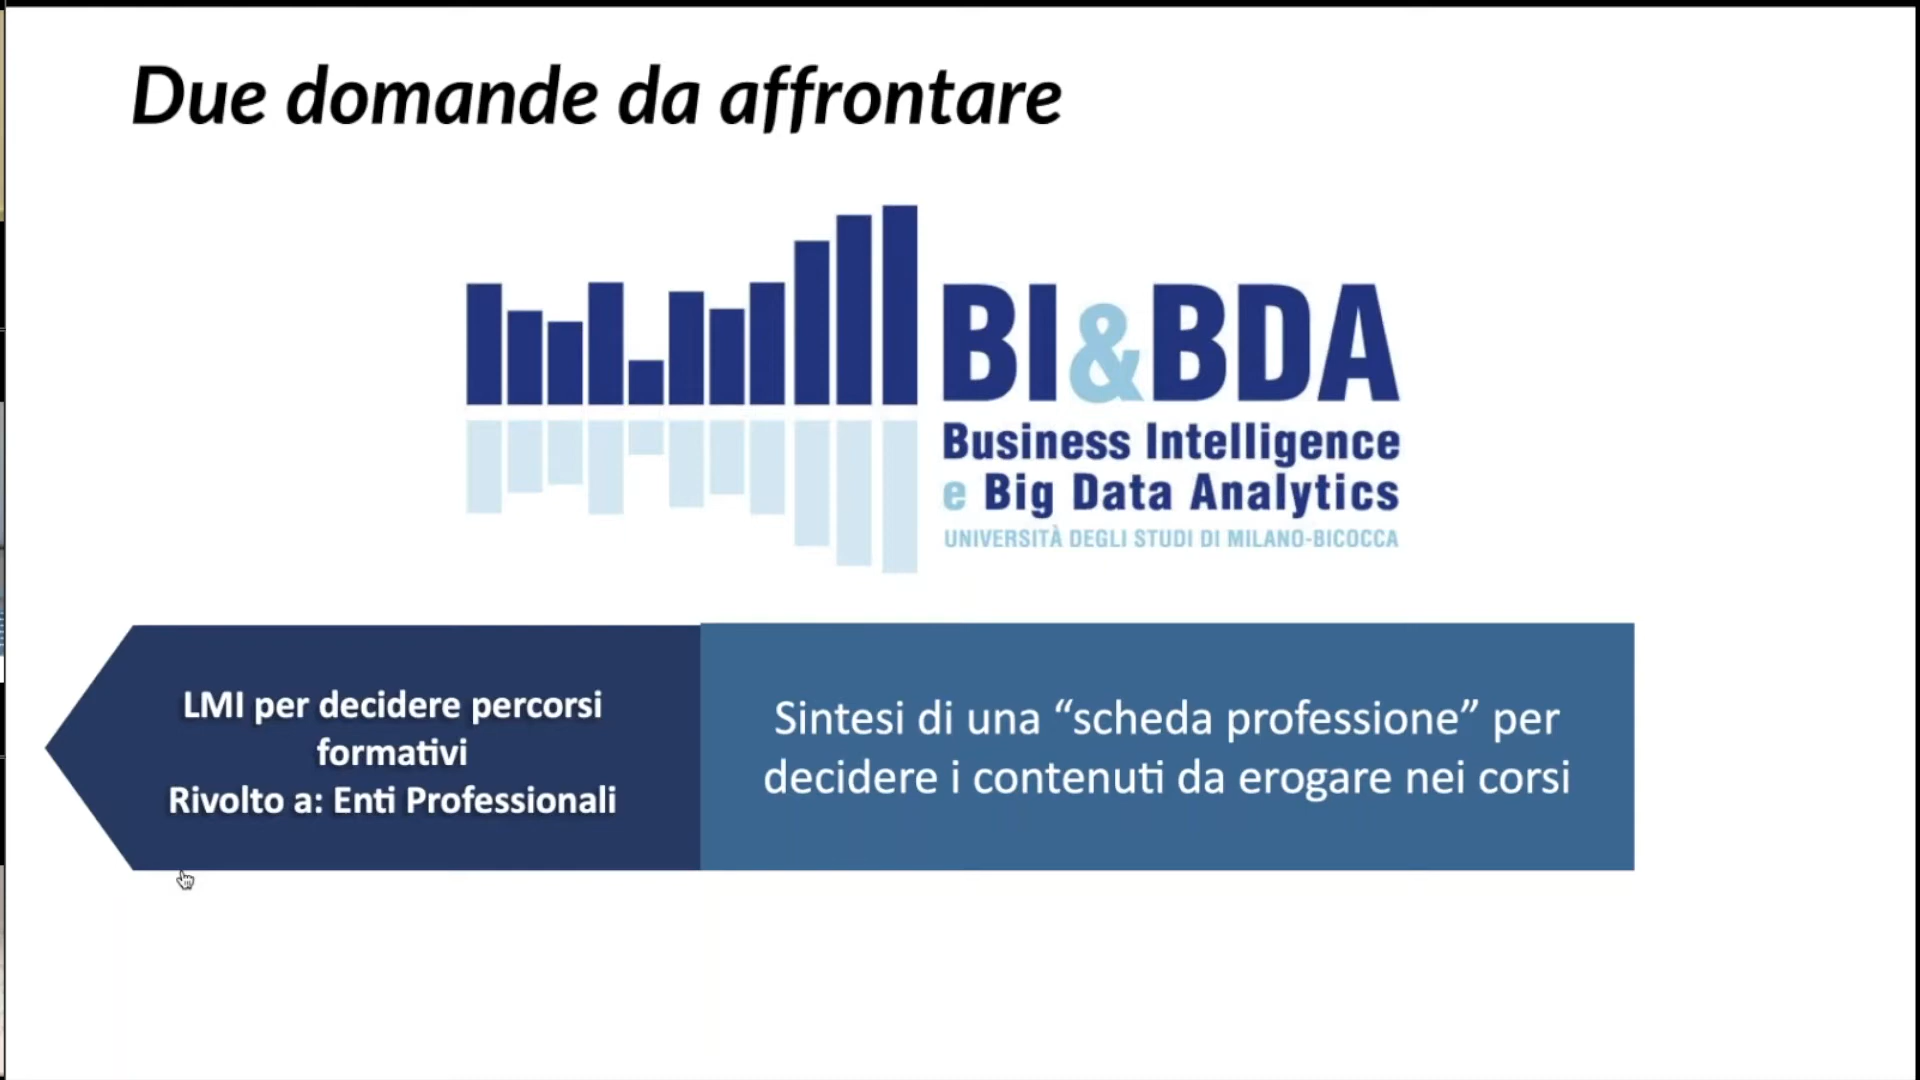 Due domande da affrontare
BI&BDA
Business Intelligence
e Big Data Analytics
UNIVERSITÀ DEGLI STUDI DI MILANO-BICOCCA
LMI per decidere percorsi
formativi
Rivolto a: Enti Professionali
Sintesi di una “scheda professione” per
decidere i contenuti da erogare nei corsi